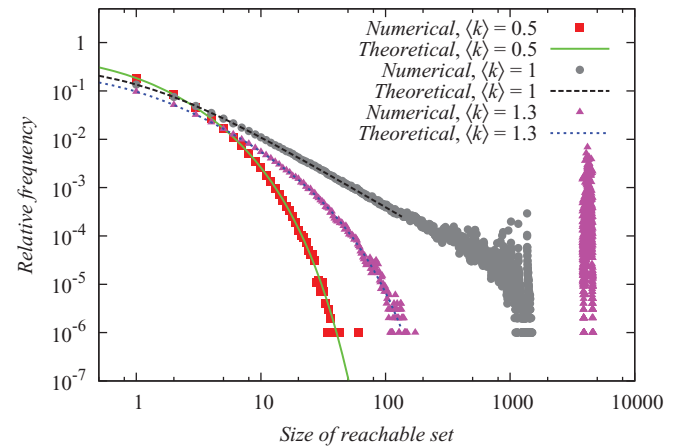 Numerical, ⟨k⟩ = 0.5
Theoretical, ⟨k⟩ = 0.5
Numerical, ⟨k⟩ = 1
Theoretical, ⟨k⟩ = 1
Numerical, ⟨k⟩ = 1.3
Theoretical, ⟨k⟩ = 1.3
Relative frequency
1
10⁻¹
10⁻²
10⁻³
10⁻⁴
10⁻⁵
10⁻⁶
10⁻⁷
1 10 100 1000 10000
Size of reachable set